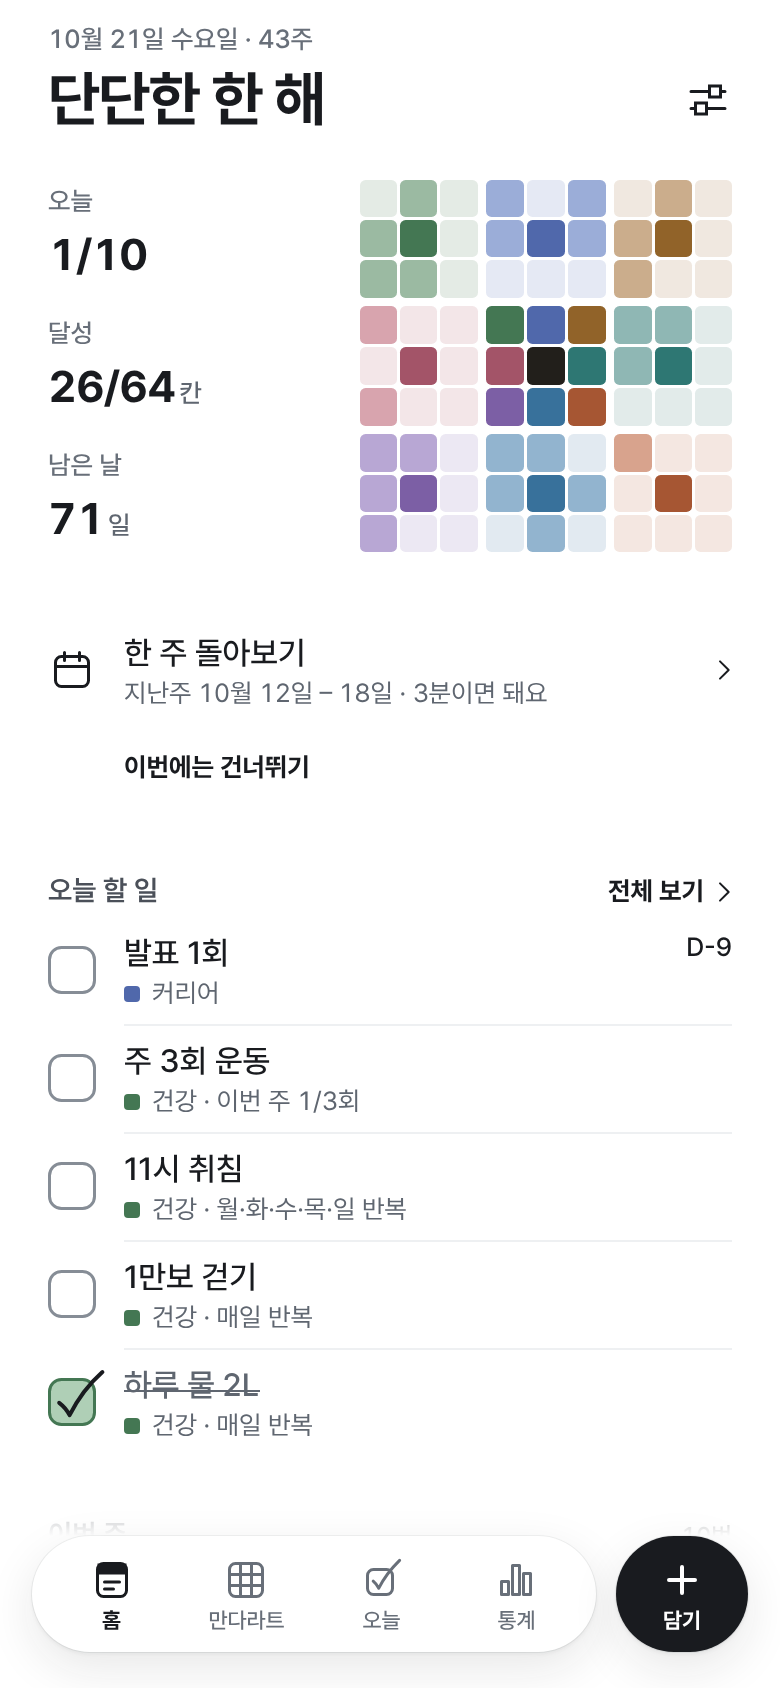 10월 21일 수요일 · 43주
단단한 한 해
오늘
1/10
달성
26/64칸
남은 날
71일
한 주 돌아보기
지난주 10월 12일 – 18일 · 3분이면 돼요
이번에는 건너뛰기
오늘 할 일
전체 보기
발표 1회
D-9
커리어
주 3회 운동
건강 · 이번 주 1/3회
11시 취침
건강 · 월·화·수·목·일 반복
1만보 걷기
건강 · 매일 반복
하루 물 2L
건강 · 매일 반복
홈
만다라트
오늘
통계
담기